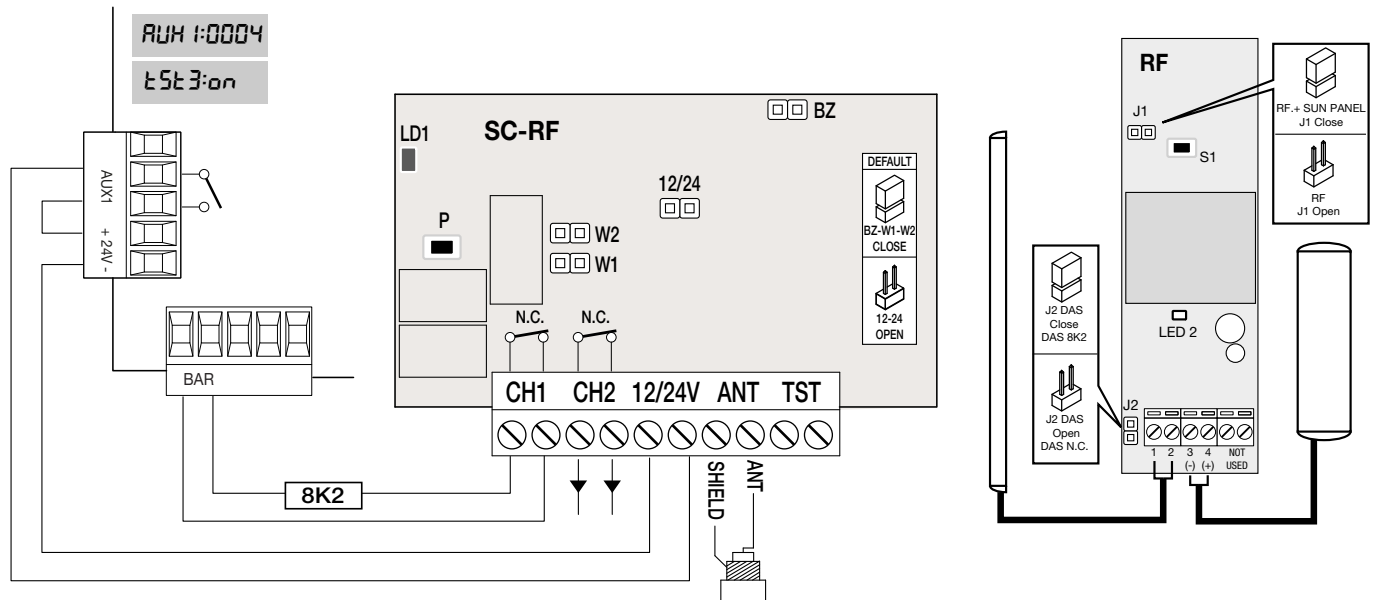 AUX 1:0004
tSt3:on
AUX1
+ 24V -
BAR
8K2
LD1
SC-RF
BZ
P
12/24
W2
W1
N.C.
N.C.
DEFAULT
BZ-W1-W2
CLOSE
12-24
OPEN
CH1 CH2 12/24V ANT TST
SHIELD
ANT
RF
J1
S1
RF.+ SUN PANEL
J1 Close
RF
J1 Open
J2 DAS
Close
DAS 8K2
J2 DAS
Open
DAS N.C.
LED 2
J2
1 2 3 4 NOT
(-) (+) USED